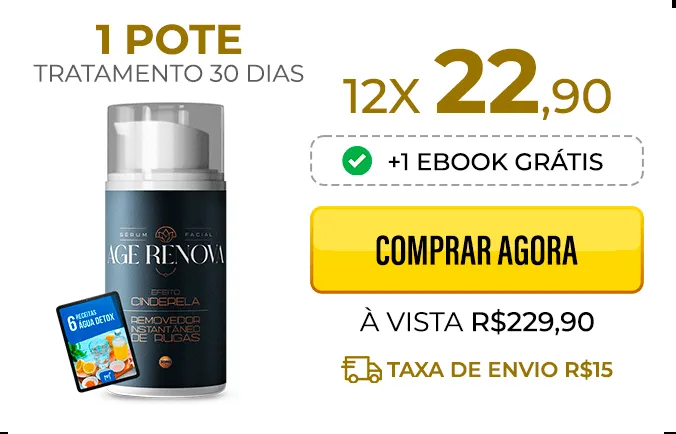 1 POTE
TRATAMENTO 30 DIAS
SÉRUM FACIAL
AGE RENOVA
EFEITO
CINDERELA
REMOVEDOR
INSTANTÂNEO
DE RUGAS
6 RECEITAS
ÁGUA DETOX
12X 22,90
+1 EBOOK GRÁTIS
COMPRAR AGORA
À VISTA R$229,90
TAXA DE ENVIO R$15